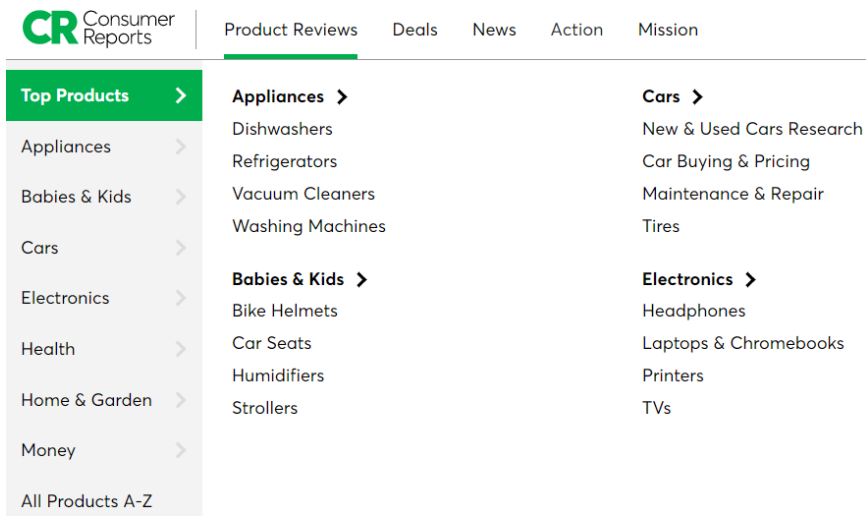 CR Consumer Reports
Product Reviews Deals News Action Mission
Top Products
Appliances
Babies & Kids
Cars
Electronics
Health
Home & Garden
Money
All Products A-Z
Appliances
Dishwashers
Refrigerators
Vacuum Cleaners
Washing Machines
Babies & Kids
Bike Helmets
Car Seats
Humidifiers
Strollers
Cars
New & Used Cars Research
Car Buying & Pricing
Maintenance & Repair
Tires
Electronics
Headphones
Laptops & Chromebooks
Printers
TVs